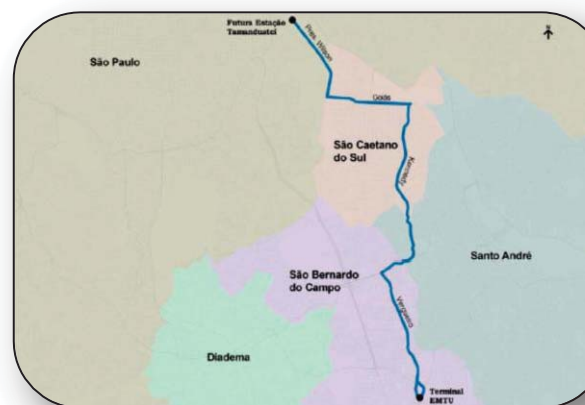 Futura Estação
Tamanduateí
N
Pres. Wilson
São Paulo
Goiás
São Caetano
do Sul
Kennedy
Santo André
São Bernardo
do Campo
Vergueiro
Diadema
Terminal
EMTU